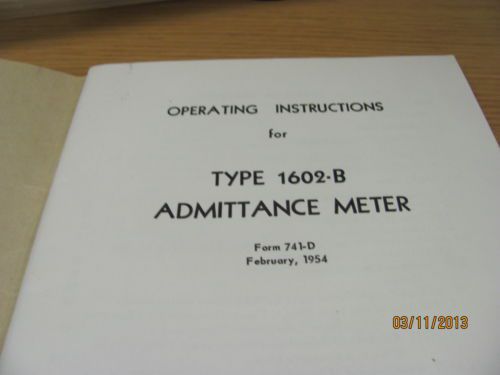 OPERATING INSTRUCTIONS
for
TYPE 1602-B
ADMITTANCE METER
Form 741-D
February, 1954
03/11/2013